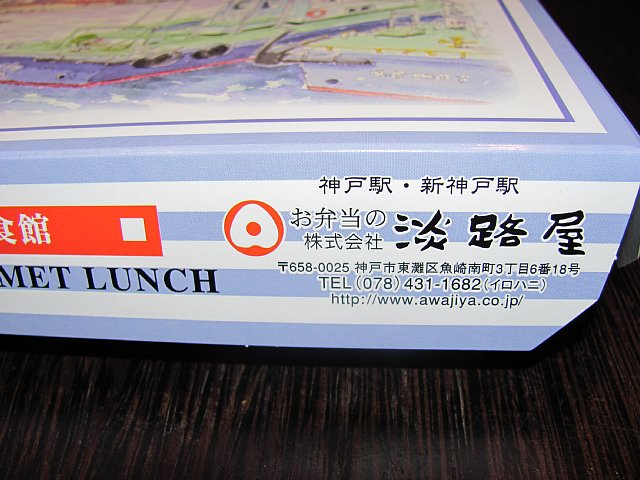 神戸駅・新神戸駅
食館
お弁当の
株式会社
淡路屋
MET LUNCH
〒658-0025 神戸市東灘区魚崎南町3丁目6番18号
TEL (078) 431-1682 (イロハニ)
http://www.awajiya.co.jp/